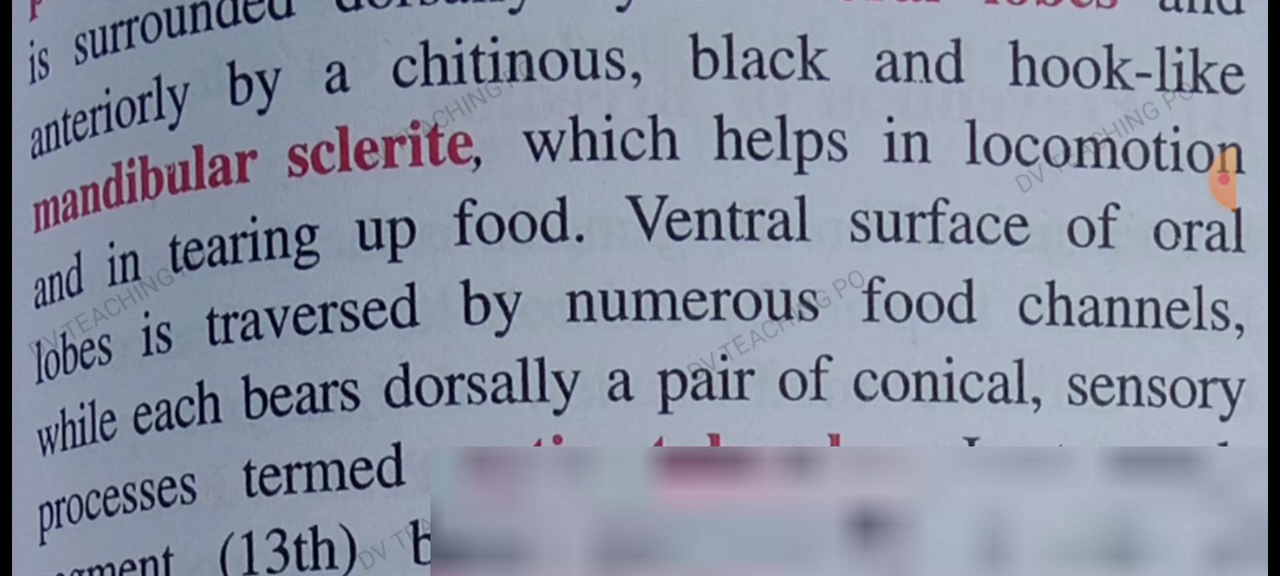 is surrounded
anteriorly by a chitinous, black and hook-like
mandibular sclerite, which helps in locomotion
and in tearing up food. Ventral surface of oral
lobes is traversed by numerous food channels,
while each bears dorsally a pair of conical, sensory
processes termed
(13th)